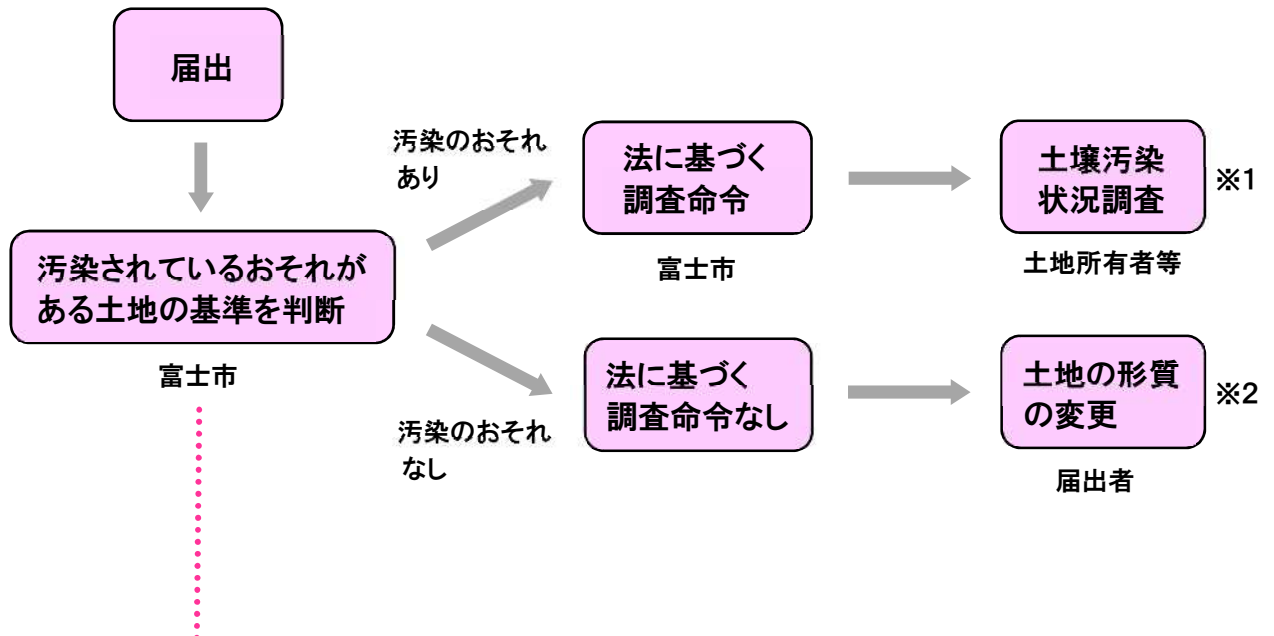 届出
汚染されているおそれが
ある土地の基準を判断
富士市
汚染のおそれ
あり
法に基づく
調査命令
富士市
土壌汚染
状況調査
※1
土地所有者等
汚染のおそれ
なし
法に基づく
調査命令なし
土地の形質
の変更
※2
届出者